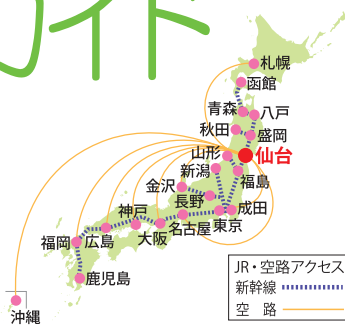 ガイド
札幌
函館
青森
八戸
秋田
盛岡
山形
仙台
新潟
福島
金沢
長野
成田
神戸
東京
名古屋
福岡
広島
大阪
鹿児島
沖縄
JR・空路アクセス
新幹線
空 路